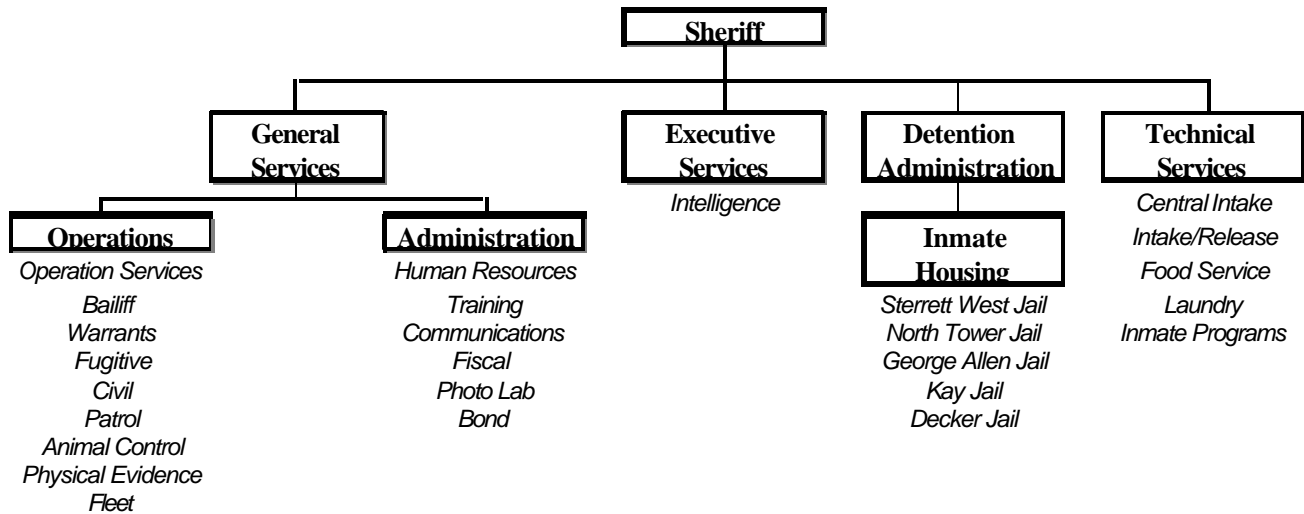 Sheriff
General
Services
Executive
Services
Detention
Administration
Technical
Services
Operations
Operation Services
Bailiff
Warrants
Fugitive
Civil
Patrol
Animal Control
Physical Evidence
Fleet
Administration
Human Resources
Training
Communications
Fiscal
Photo Lab
Bond
Intelligence
Inmate
Housing
Sterrett West Jail
North Tower Jail
George Allen Jail
Kay Jail
Decker Jail
Central Intake
Intake/Release
Food Service
Laundry
Inmate Programs